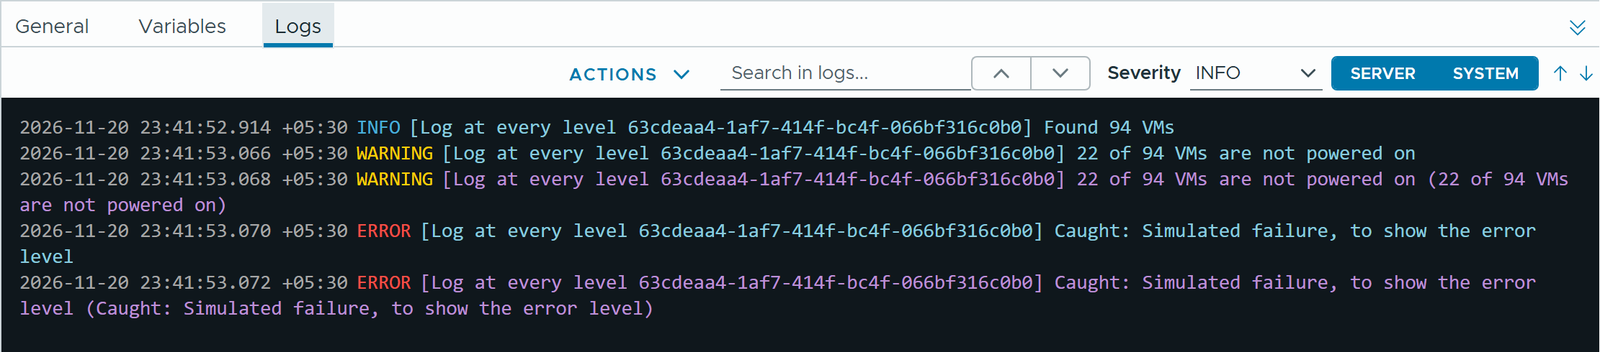 General Variables Logs
ACTIONS Search in logs... Severity INFO SERVER SYSTEM
2026-11-20 23:41:52.914 +05:30 INFO [Log at every level 63cdeaa4-1af7-414f-bc4f-066bf316c0b0] Found 94 VMs
2026-11-20 23:41:53.066 +05:30 WARNING [Log at every level 63cdeaa4-1af7-414f-bc4f-066bf316c0b0] 22 of 94 VMs are not powered on
2026-11-20 23:41:53.068 +05:30 WARNING [Log at every level 63cdeaa4-1af7-414f-bc4f-066bf316c0b0] 22 of 94 VMs are not powered on (22 of 94 VMs
are not powered on)
2026-11-20 23:41:53.070 +05:30 ERROR [Log at every level 63cdeaa4-1af7-414f-bc4f-066bf316c0b0] Caught: Simulated failure, to show the error
level
2026-11-20 23:41:53.072 +05:30 ERROR [Log at every level 63cdeaa4-1af7-414f-bc4f-066bf316c0b0] Caught: Simulated failure, to show the error
level (Caught: Simulated failure, to show the error level)